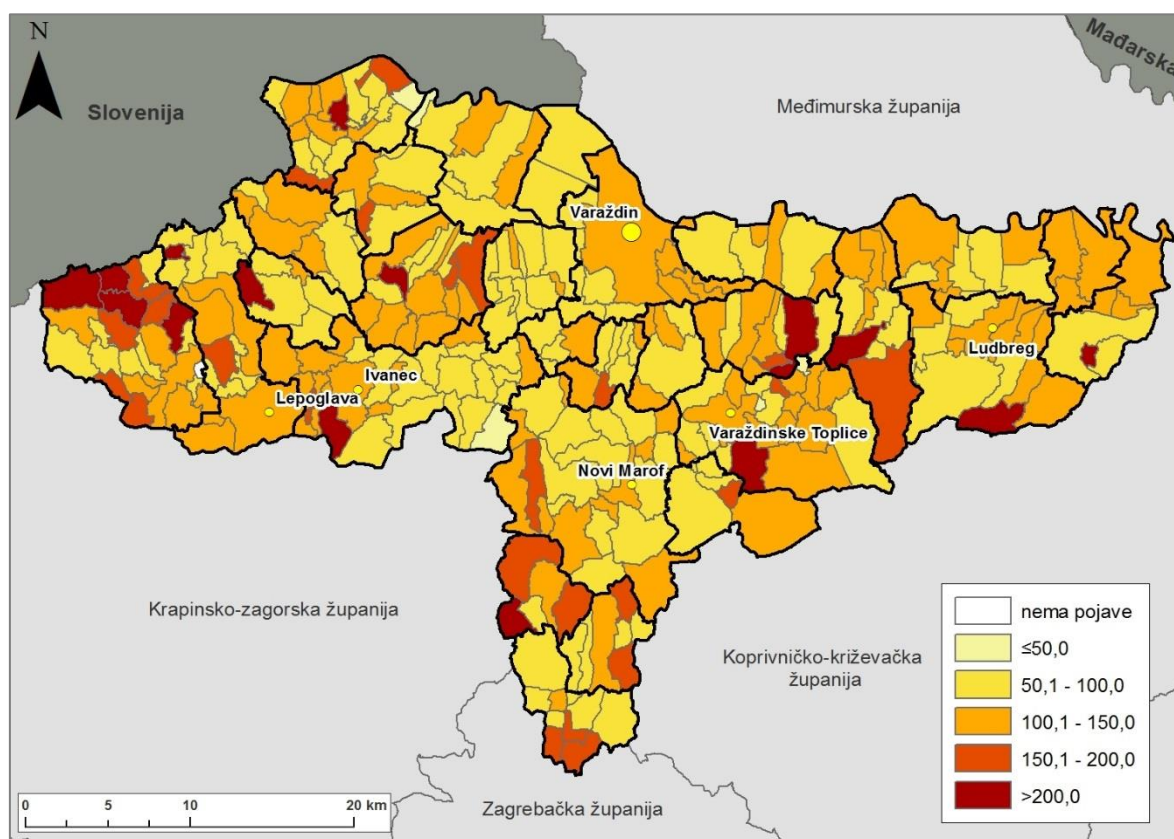 N
Mađarska
Slovenija
Međimurska županija
Varaždin
Ludbreg
Ivanec
Lepoglava
Varaždinske Toplice
Novi Marof
Krapinsko-zagorska županija
Koprivničko-križevačka
županija
Zagrebačka županija
nema pojave
≤50,0
50,1 - 100,0
100,1 - 150,0
150,1 - 200,0
>200,0
0 5 10 20 km